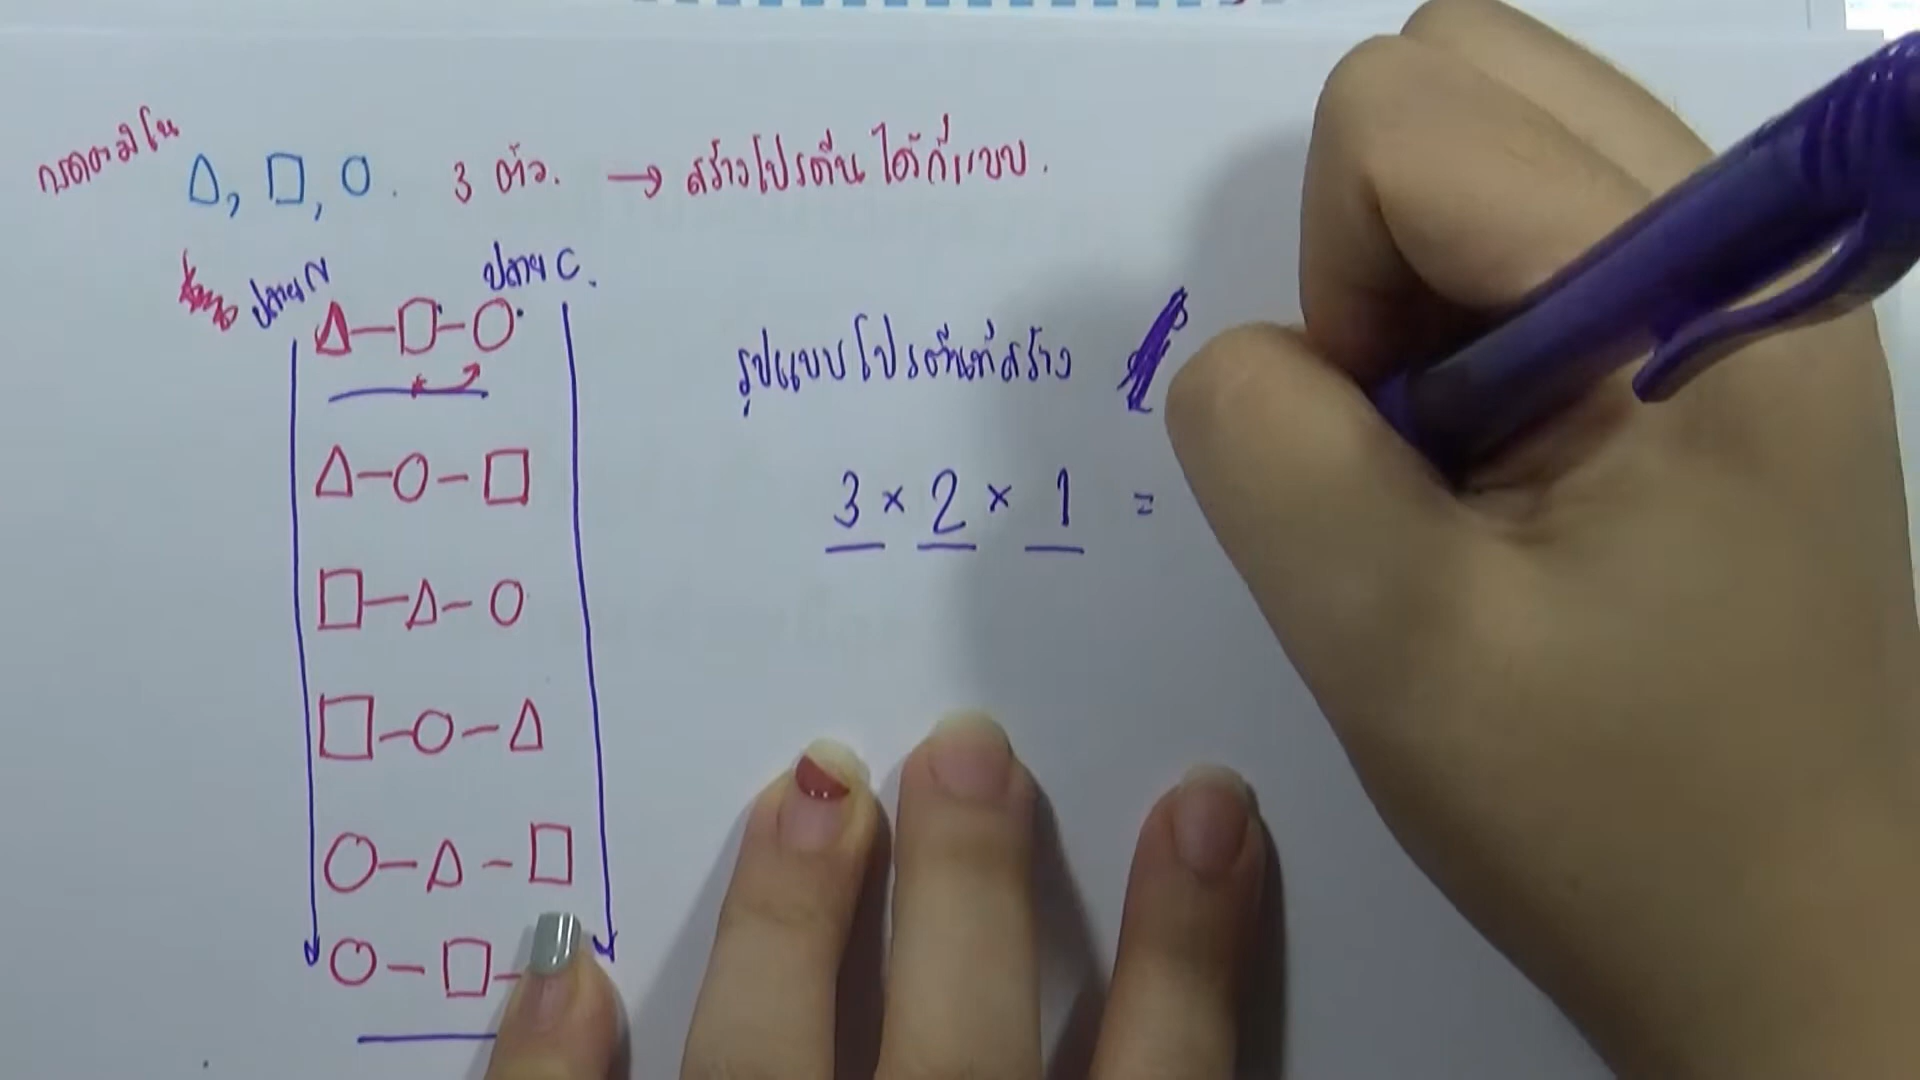 กรดอะมิโน △, □, ○. 3 ตัว. → สร้างโปรตีนได้กี่แบบ.
ปลาย N ปลาย C.
△—□—○
△—○—□
□—△—○
□—○—△
○—△—□
○—□—
รูปแบบโปรตีนที่สร้าง
3 × 2 × 1 =